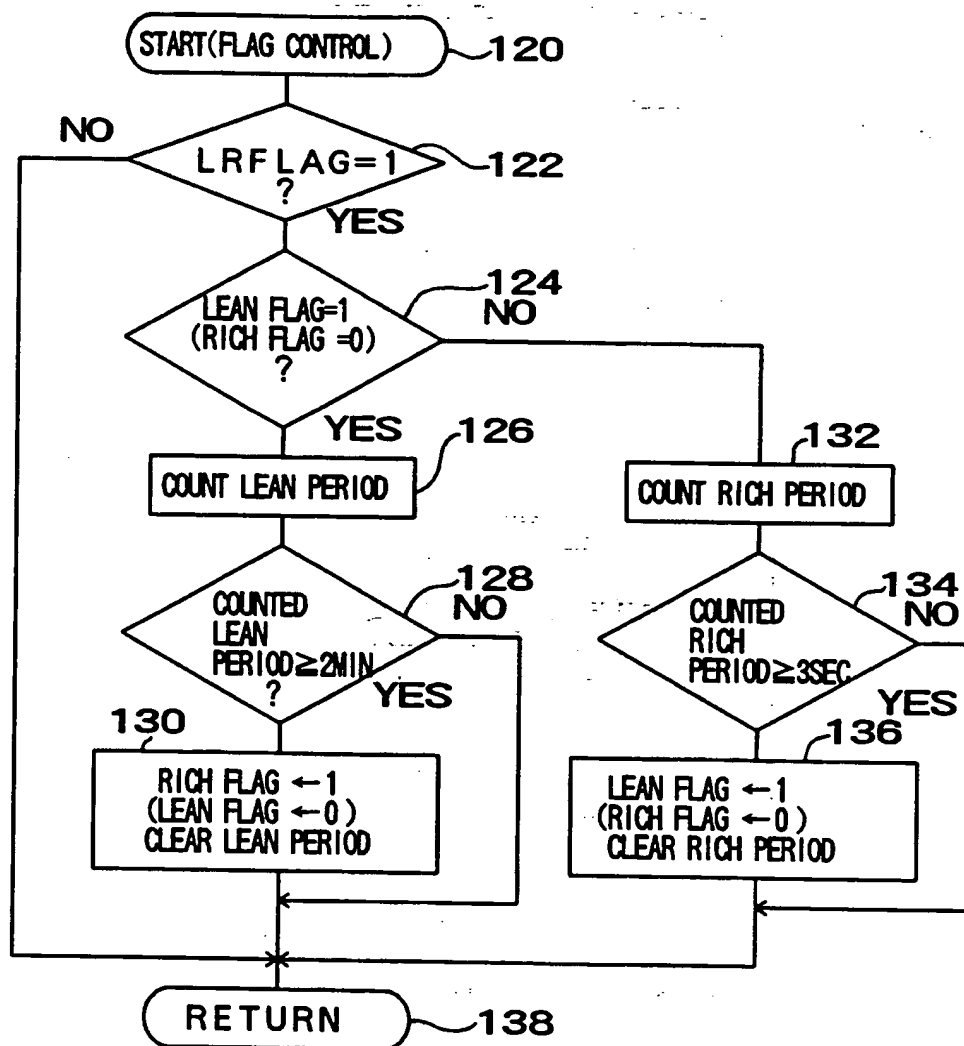 START(FLAG CONTROL)
120
NO
LRFLAG=1
?
122
YES
124
LEAN FLAG=1
(RICH FLAG =0)
?
NO
YES
126
COUNT LEAN PERIOD
132
COUNT RICH PERIOD
128
COUNTED
LEAN
PERIOD≧2MIN
?
NO
YES
134
COUNTED
RICH
PERIOD≧3SEC
NO
YES
130
RICH FLAG ←1
(LEAN FLAG ←0)
CLEAR LEAN PERIOD
136
LEAN FLAG ←1
(RICH FLAG ←0)
CLEAR RICH PERIOD
RETURN
138